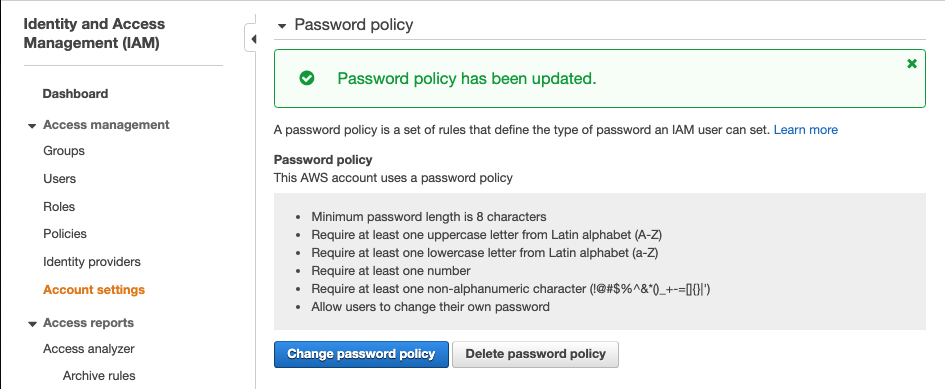 Identity and Access
Management (IAM)
Dashboard
Access management
Groups
Users
Roles
Policies
Identity providers
Account settings
Access reports
Access analyzer
Archive rules
Password policy
Password policy has been updated.
A password policy is a set of rules that define the type of password an IAM user can set. Learn more
Password policy
This AWS account uses a password policy
• Minimum password length is 8 characters
• Require at least one uppercase letter from Latin alphabet (A-Z)
• Require at least one lowercase letter from Latin alphabet (a-Z)
• Require at least one number
• Require at least one non-alphanumeric character (!@#$%^&*()_+-=[]{}|')
• Allow users to change their own password
Change password policy
Delete password policy